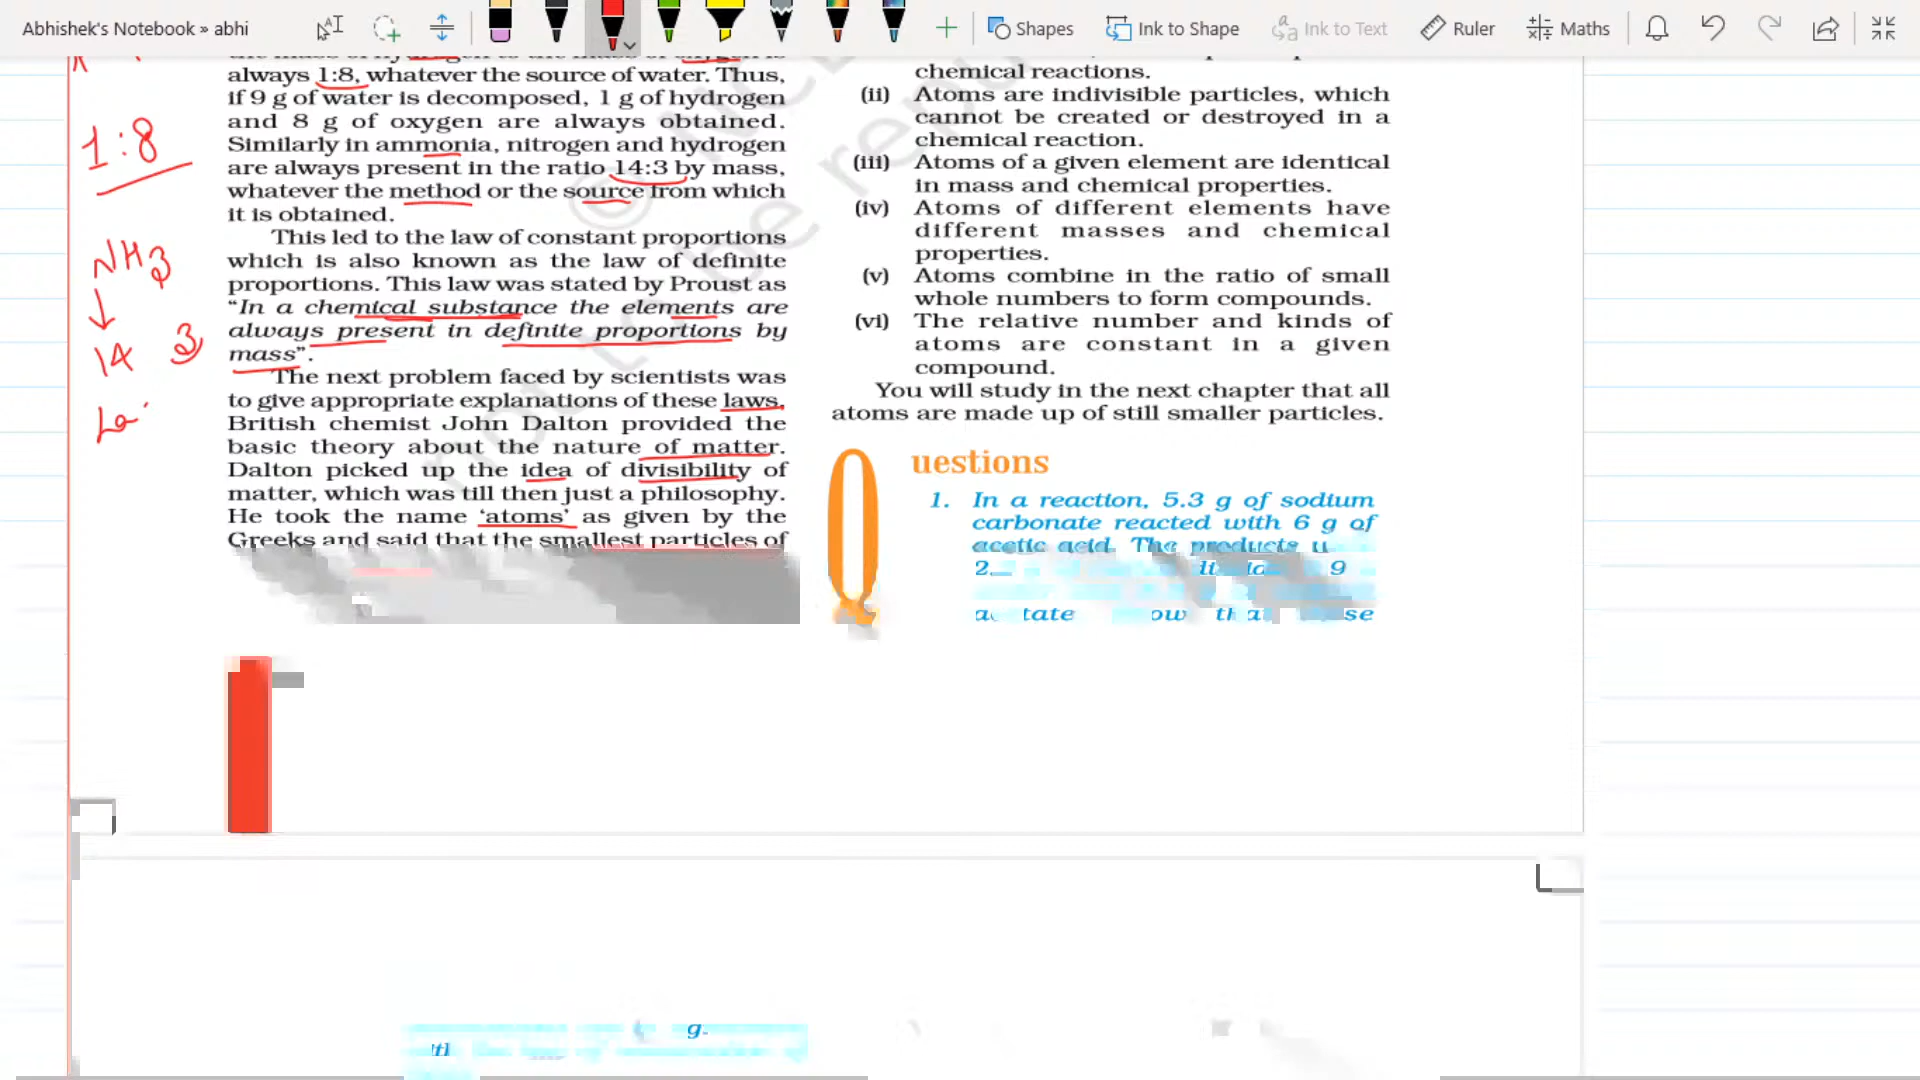 Abhishek's Notebook » abhi
Shapes
Ink to Shape
Ink to Text
Ruler
Maths
always 1:8, whatever the source of water. Thus,
if 9 g of water is decomposed, 1 g of hydrogen
and 8 g of oxygen are always obtained.
Similarly in ammonia, nitrogen and hydrogen
are always present in the ratio 14:3 by mass,
whatever the method or the source from which
it is obtained.
This led to the law of constant proportions
which is also known as the law of definite
proportions. This law was stated by Proust as
“In a chemical substance the elements are
always present in definite proportions by
mass”.
The next problem faced by scientists was
to give appropriate explanations of these laws.
British chemist John Dalton provided the
basic theory about the nature of matter.
Dalton picked up the idea of divisibility of
matter, which was till then just a philosophy.
He took the name ‘atoms’ as given by the
Greeks and said that the smallest particles of
1:8
NH3
14 3
chemical reactions.
(ii) Atoms are indivisible particles, which
cannot be created or destroyed in a
chemical reaction.
(iii) Atoms of a given element are identical
in mass and chemical properties.
(iv) Atoms of different elements have
different masses and chemical
properties.
(v) Atoms combine in the ratio of small
whole numbers to form compounds.
(vi) The relative number and kinds of
atoms are constant in a given
compound.
You will study in the next chapter that all
atoms are made up of still smaller particles.
Questions
1. In a reaction, 5.3 g of sodium
carbonate reacted with 6 g of
acetic acid. The products
g.